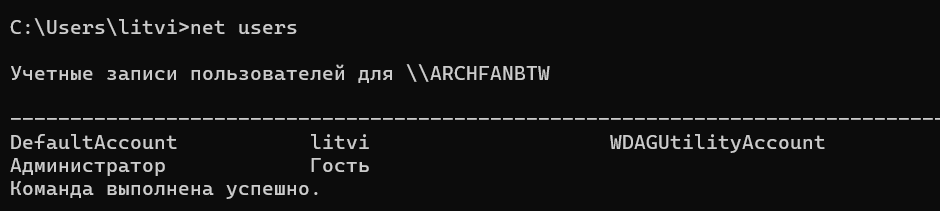 C:\Users\litvi>net users
Учетные записи пользователей для \\ARCHFANBTW
-------------------------------------------------------------------------------
DefaultAccount litvi WDAGUtilityAccount
Администратор Гость
Команда выполнена успешно.